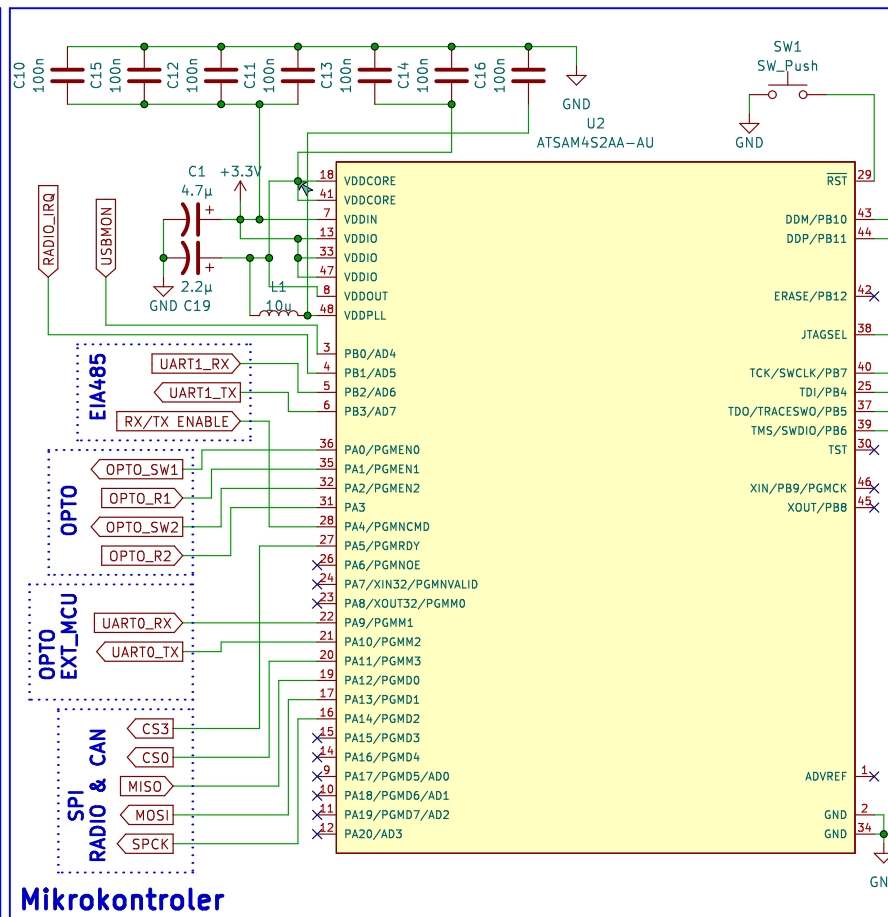 C10 100n
C15 100n
C12 100n
C11 100n
C13 100n
C14 100n
C16 100n
GND
SW1
SW_Push
GND
U2
ATSAM4S2AA-AU
C1
4.7µ
+3.3V
2.2µ
GND C19
L1
10u
RADIO_IRQ
USBMON
18 VDDCORE
41 VDDCORE
7 VDDIN
13 VDDIO
33 VDDIO
47 VDDIO
8 VDDOUT
48 VDDPLL
3 PB0/AD4
4 PB1/AD5
5 PB2/AD6
6 PB3/AD7
36 PA0/PGMEN0
35 PA1/PGMEN1
32 PA2/PGMEN2
31 PA3
28 PA4/PGMNCMD
27 PA5/PGMRDY
26 PA6/PGMNOE
24 PA7/XIN32/PGMNVALID
23 PA8/XOUT32/PGMM0
22 PA9/PGMM1
21 PA10/PGMM2
20 PA11/PGMM3
19 PA12/PGMD0
17 PA13/PGMD1
16 PA14/PGMD2
15 PA15/PGMD3
14 PA16/PGMD4
9 PA17/PGMD5/AD0
10 PA18/PGMD6/AD1
11 PA19/PGMD7/AD2
12 PA20/AD3
RST 29
DDM/PB10 43
DDP/PB11 44
ERASE/PB12 42
JTAGSEL 38
TCK/SWCLK/PB7 40
TDI/PB4 25
TDO/TRACESWO/PB5 37
TMS/SWDIO/PB6 39
TST 30
XIN/PB9/PGMCK 46
XOUT/PB8 45
ADVREF 1
GND 2
GND 34
GN
EIA485
UART1_RX
UART1_TX
RX/TX ENABLE
OPTO
OPTO_SW1
OPTO_R1
OPTO_SW2
OPTO_R2
OPTO
EXT_MCU
UART0_RX
UART0_TX
SPI
RADIO & CAN
CS3
CS0
MISO
MOSI
SPCK
Mikrokontroler